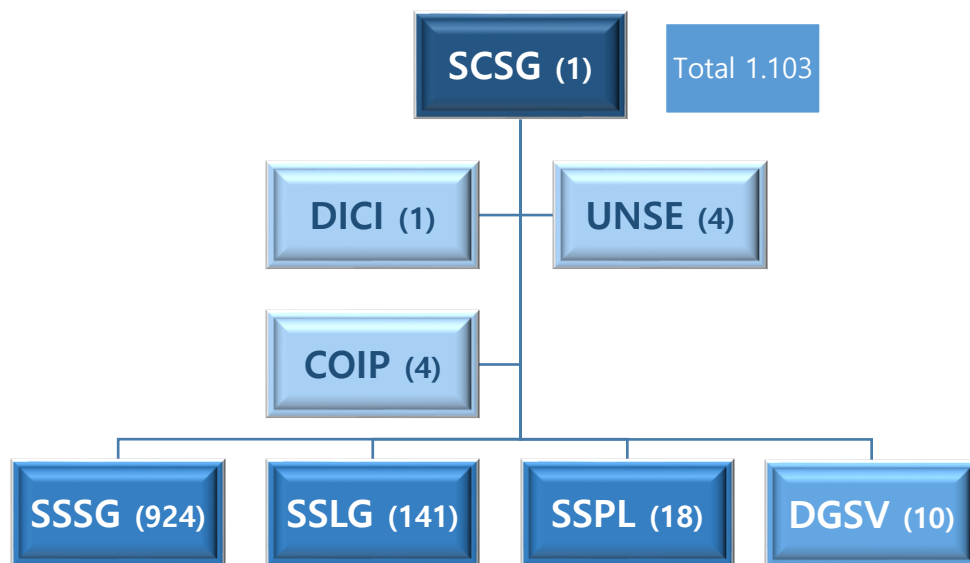 SCSG (1)
Total 1.103
DICI (1)
UNSE (4)
COIP (4)
SSSG (924)
SSLG (141)
SSPL (18)
DGSV (10)